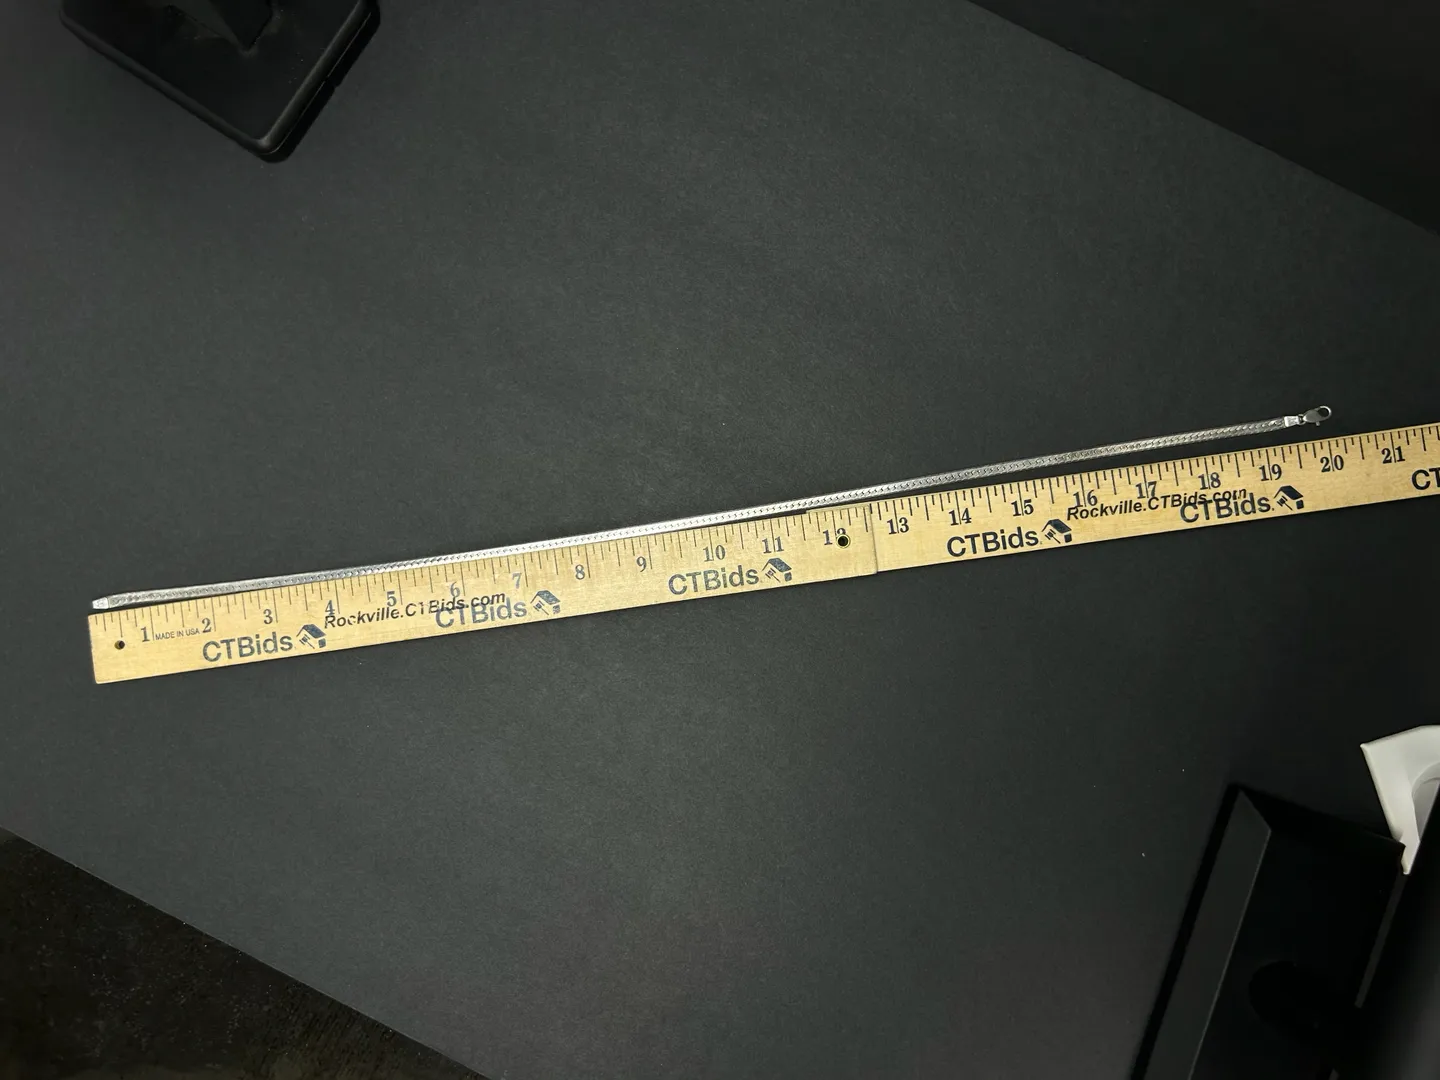 1 MADE IN USA 2 3 4 5 6 7 8 9 10 11 12 13 14 15 16 17 18 19 20 21
Rockville.CTBids.com
Rockville.CTBids.com
CTBids
CTBids
CTBids
CTBids
CTBids
CT